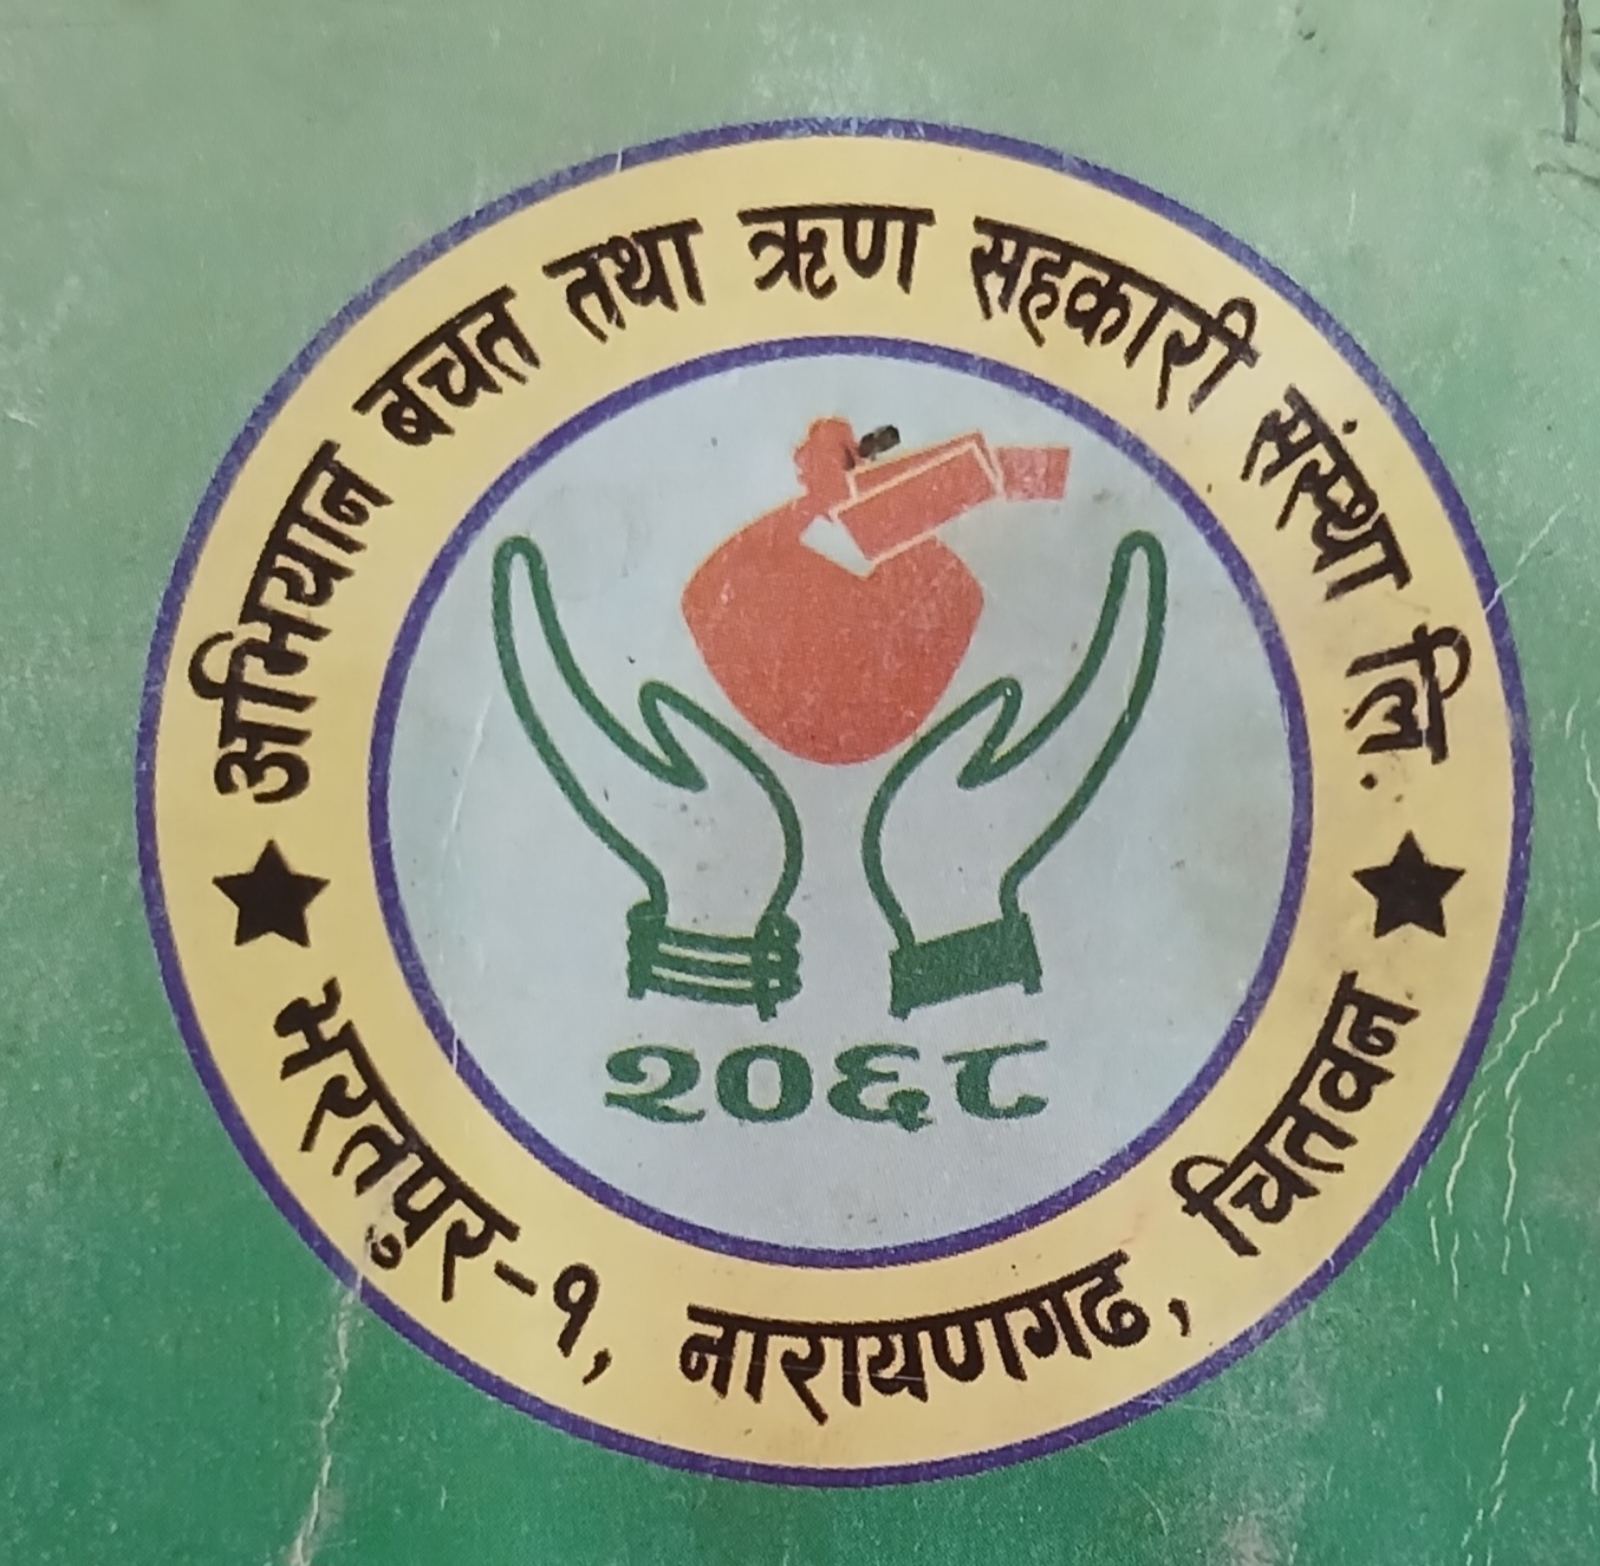 अभियान बचत तथा ऋण सहकारी संस्था लि.
२०६८
भरतपुर-१, नारायणगढ, चितवन